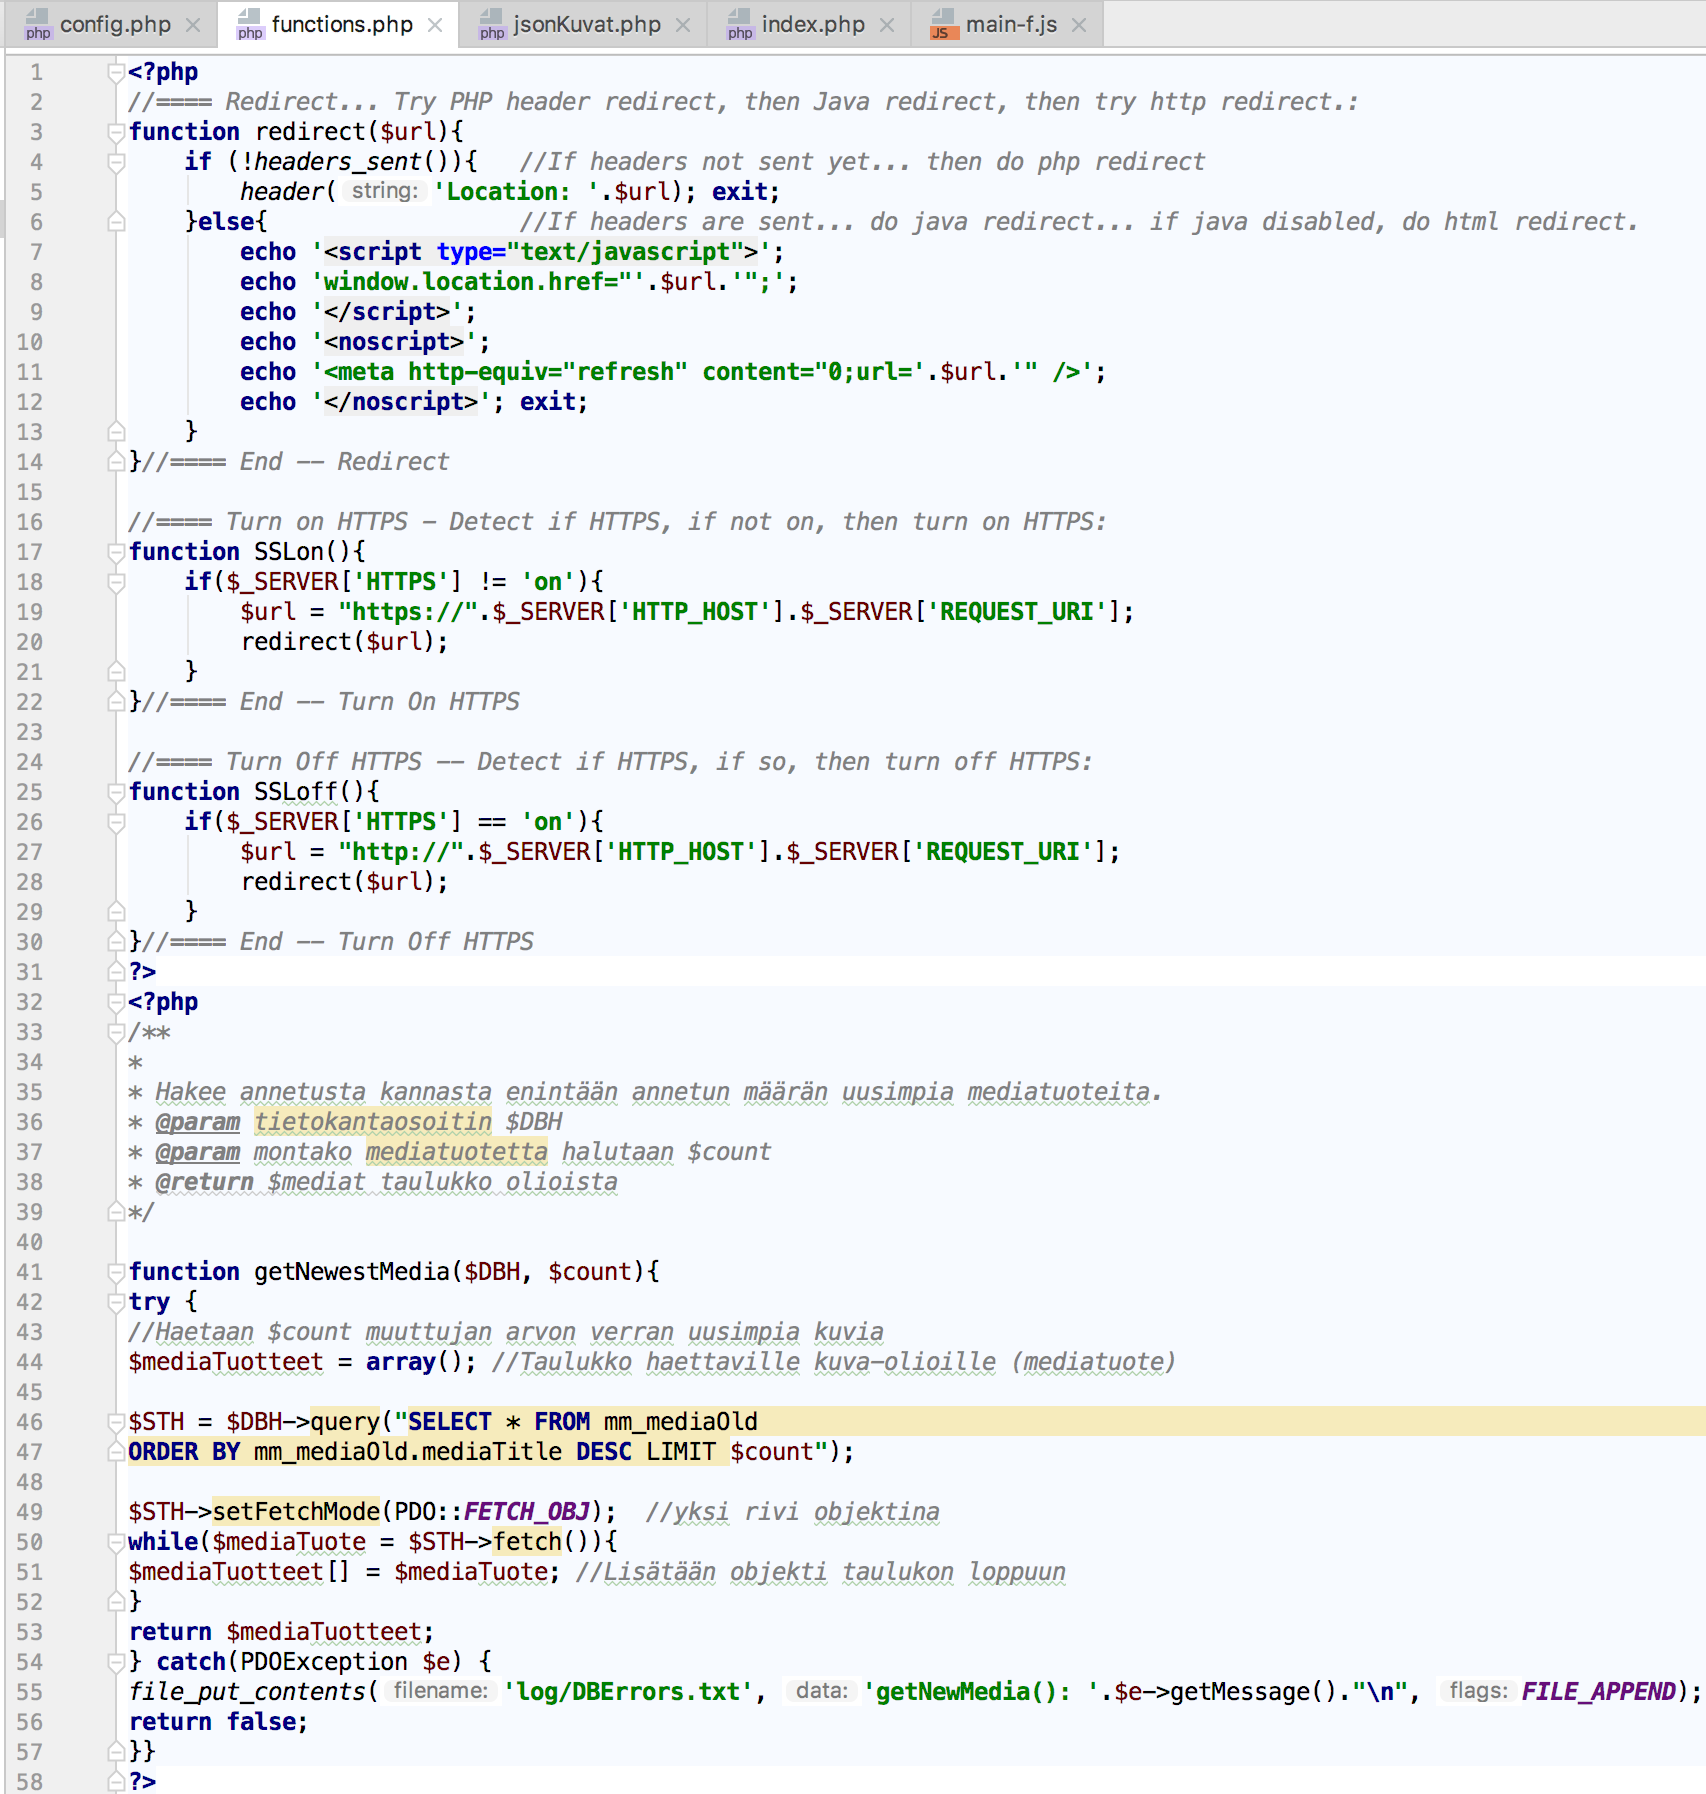 config.php functions.php jsonKuvat.php index.php main-f.js
1 <?php
2 //==== Redirect... Try PHP header redirect, then Java redirect, then try http redirect.:
3 function redirect($url){
4     if (!headers_sent()){   //If headers not sent yet... then do php redirect
5         header( string: 'Location: '.$url); exit;
6     }else{                  //If headers are sent... do java redirect... if java disabled, do html redirect.
7         echo '<script type="text/javascript">';
8         echo 'window.location.href="'.$url.'";';
9         echo '</script>';
10         echo '<noscript>';
11         echo '<meta http-equiv="refresh" content="0;url='.$url.'" />';
12         echo '</noscript>'; exit;
13     }
14 }//==== End -- Redirect
15
16 //==== Turn on HTTPS - Detect if HTTPS, if not on, then turn on HTTPS:
17 function SSLon(){
18     if($_SERVER['HTTPS'] != 'on'){
19         $url = "https://".$_SERVER['HTTP_HOST'].$_SERVER['REQUEST_URI'];
20         redirect($url);
21     }
22 }//==== End -- Turn On HTTPS
23
24 //==== Turn Off HTTPS -- Detect if HTTPS, if so, then turn off HTTPS:
25 function SSLoff(){
26     if($_SERVER['HTTPS'] == 'on'){
27         $url = "http://".$_SERVER['HTTP_HOST'].$_SERVER['REQUEST_URI'];
28         redirect($url);
29     }
30 }//==== End -- Turn Off HTTPS
31 ?>
32 <?php
33 /**
34 *
35 * Hakee annetusta kannasta enintään annetun määrän uusimpia mediatuoteita.
36 * @param tietokantaosoitin $DBH
37 * @param montako mediatuotetta halutaan $count
38 * @return $mediat taulukko olioista
39 */
40
41 function getNewestMedia($DBH, $count){
42 try {
43 //Haetaan $count muuttujan arvon verran uusimpia kuvia
44 $mediaTuotteet = array(); //Taulukko haettaville kuva-olioille (mediatuote)
45
46 $STH = $DBH->query("SELECT * FROM mm_mediaOld
47 ORDER BY mm_mediaOld.mediaTitle DESC LIMIT $count");
48
49 $STH->setFetchMode(PDO::FETCH_OBJ);  //yksi rivi objektina
50 while($mediaTuote = $STH->fetch()){
51 $mediaTuotteet[] = $mediaTuote; //Lisätään objekti taulukon loppuun
52 }
53 return $mediaTuotteet;
54 } catch(PDOException $e) {
55 file_put_contents( filename: 'log/DBErrors.txt', data: 'getNewMedia(): '.$e->getMessage()."\n", flags: FILE_APPEND);
56 return false;
57 }}
58 ?>